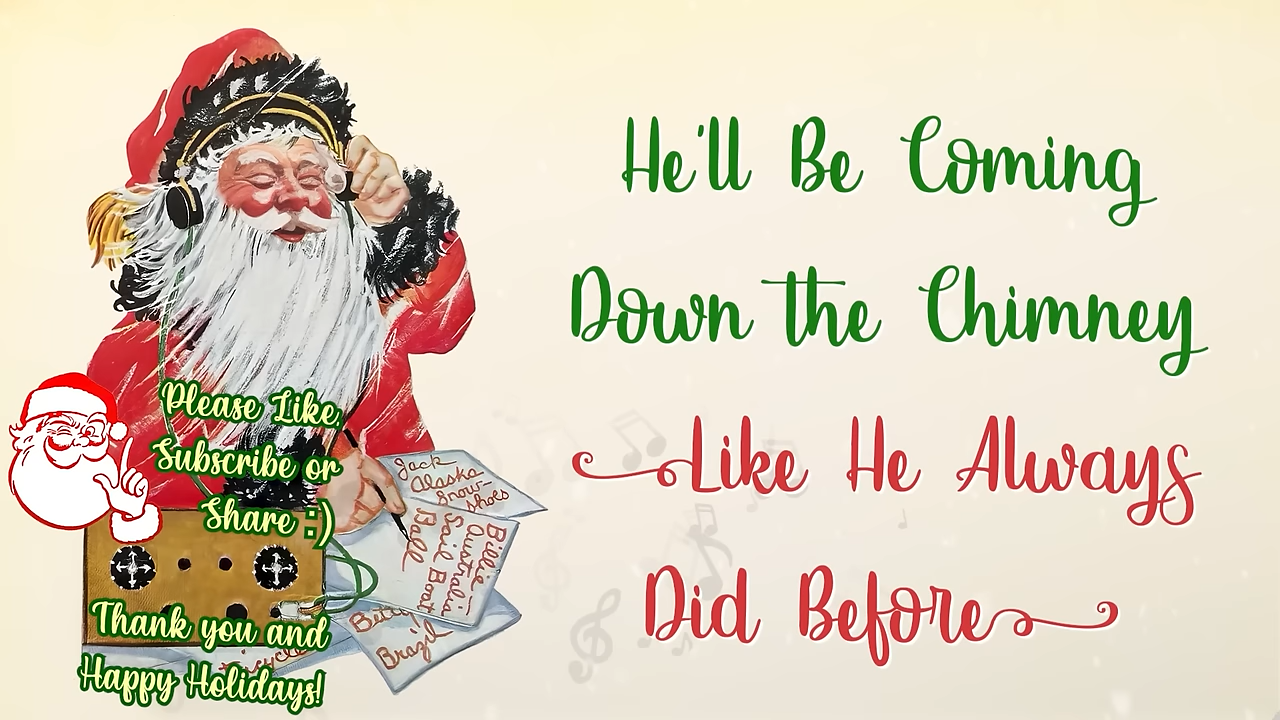 He'll Be Coming
Down the Chimney
Like He Always
Did Before
Please Like,
Subscribe or
Share :)
Thank you and
Happy Holidays!
Jack
Alaska
Snow-
shoes
Billie
Australia
Sail Boat
Ball
Brazil